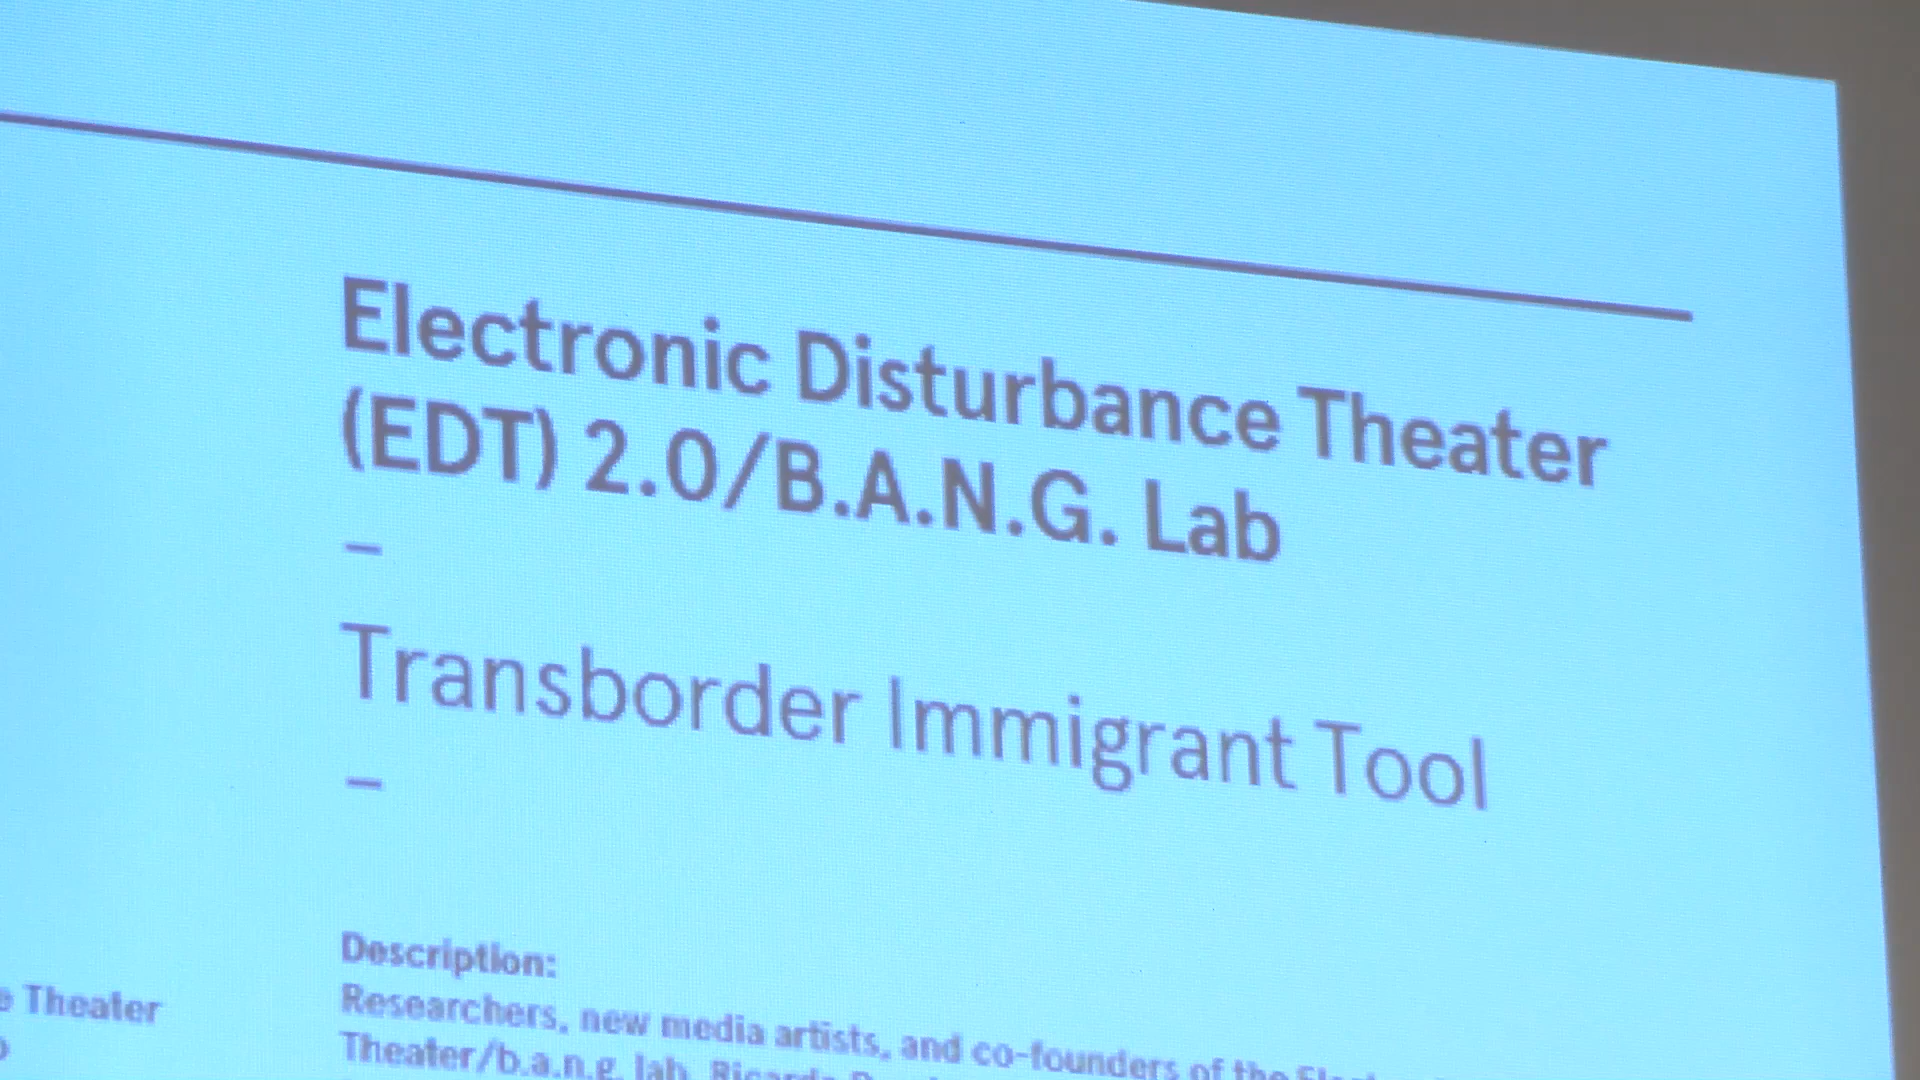 Electronic Disturbance Theater
(EDT) 2.0/B.A.N.G. Lab
–
Transborder Immigrant Tool
–
Description:
Researchers, new media artists, and co-founders of the
Theater/b.a.n.g. lab,
Theater